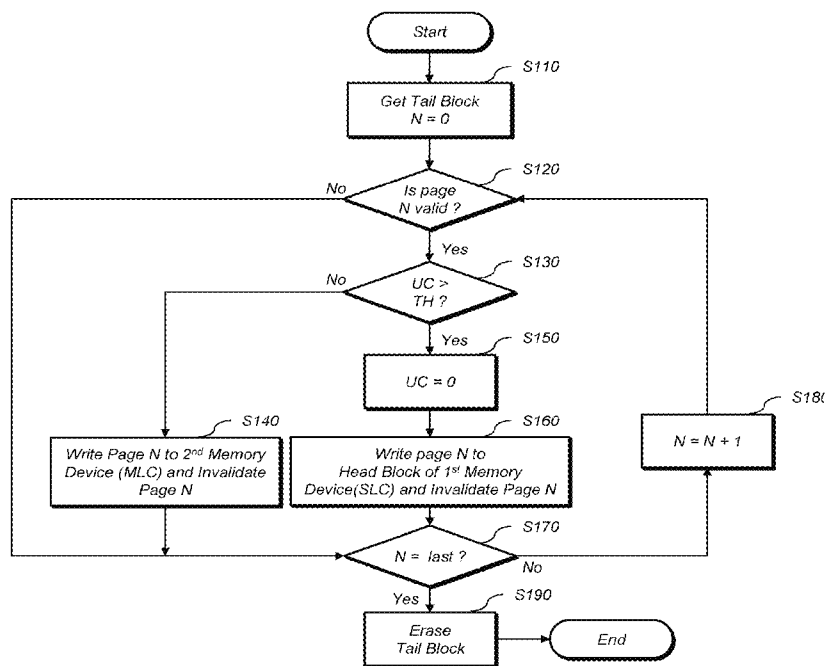 Start
S110
Get Tail Block
N = 0
S120
No
Is page
N valid ?
Yes
S130
No
UC >
TH ?
Yes
S150
UC = 0
S140
S160
S180
Write Page N to 2nd Memory
Device (MLC) and Invalidate
Page N
Write page N to
Head Block of 1st Memory
Device(SLC) and Invalidate Page N
N = N + 1
S170
N = last ?
No
Yes
S190
Erase
Tail Block
End